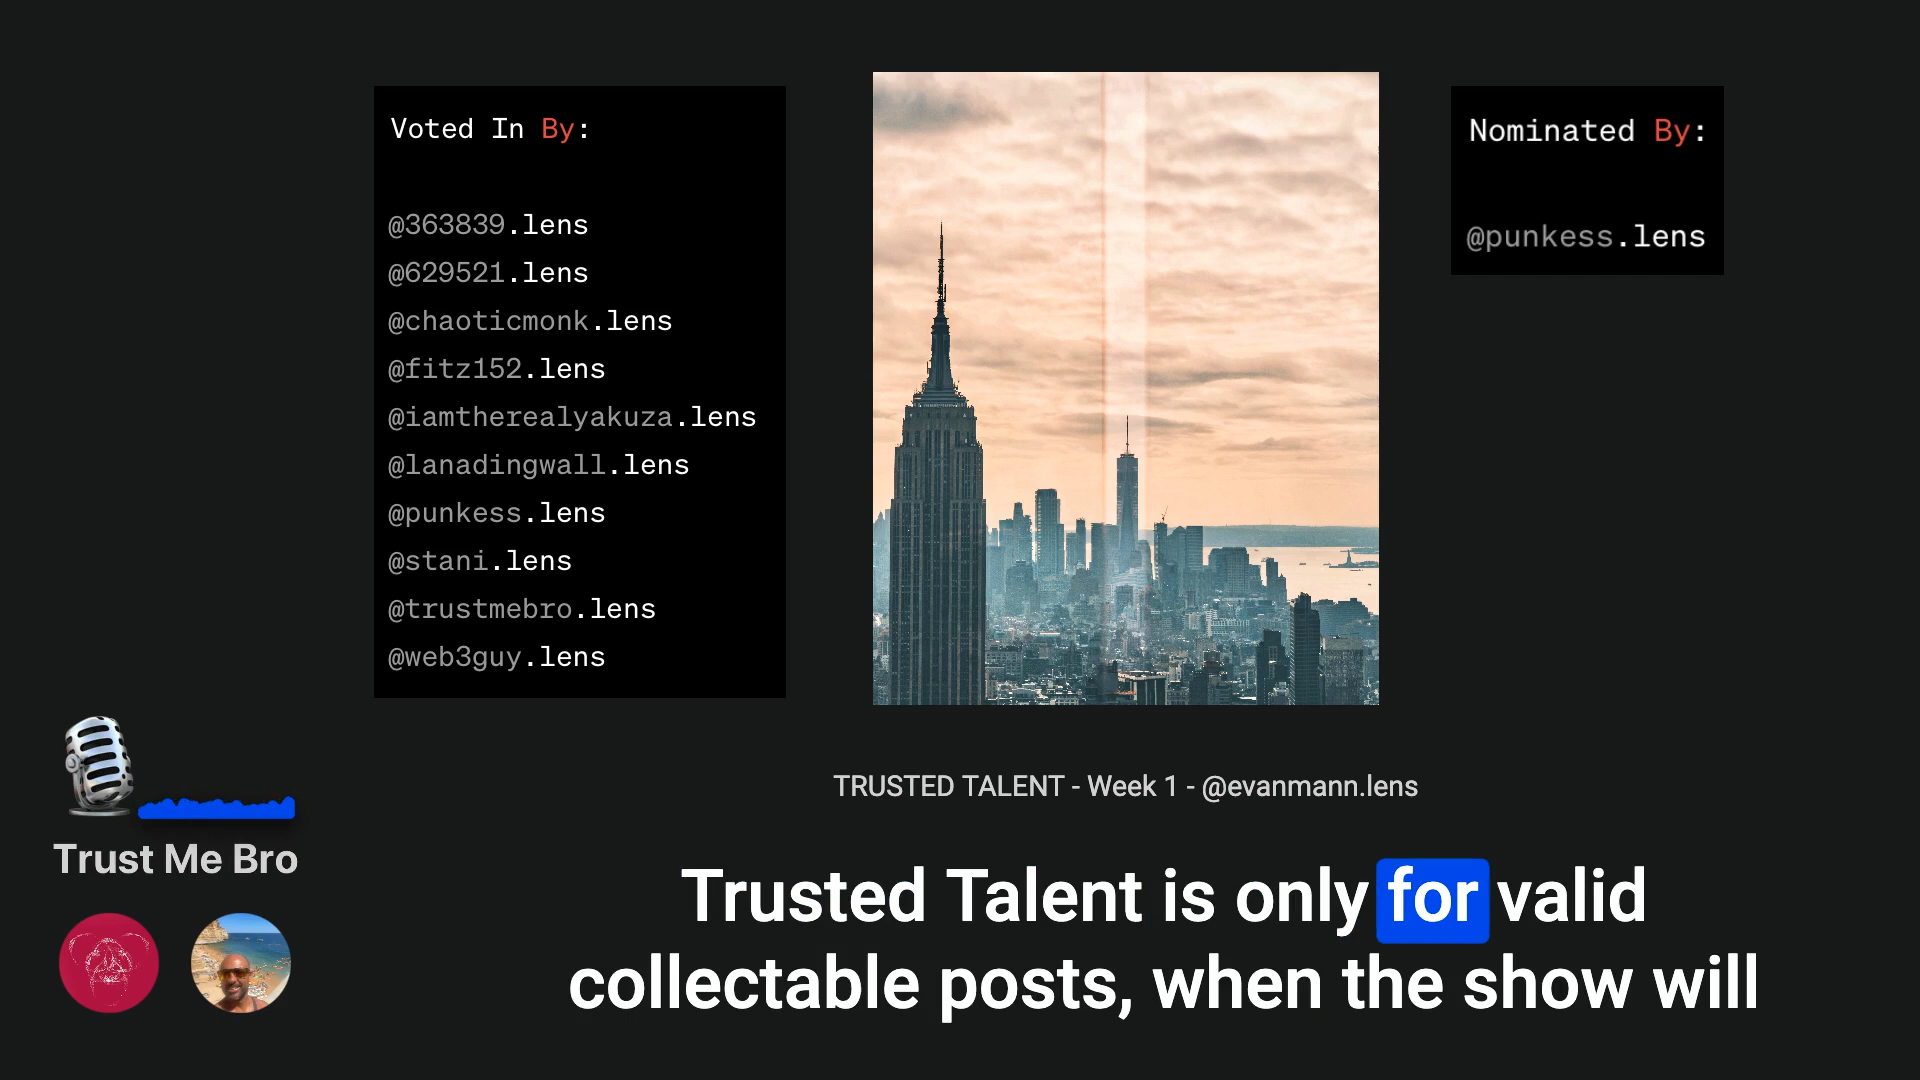 Voted In By:
@363839.lens
@629521.lens
@chaoticmonk.lens
@fitz152.lens
@iamtherealyakuza.lens
@lanadingwall.lens
@punkess.lens
@stani.lens
@trustmebro.lens
@web3guy.lens
Nominated By:
@punkess.lens
TRUSTED TALENT - Week 1 - @evanmann.lens
Trust Me Bro
Trusted Talent is only for valid
collectable posts, when the show will